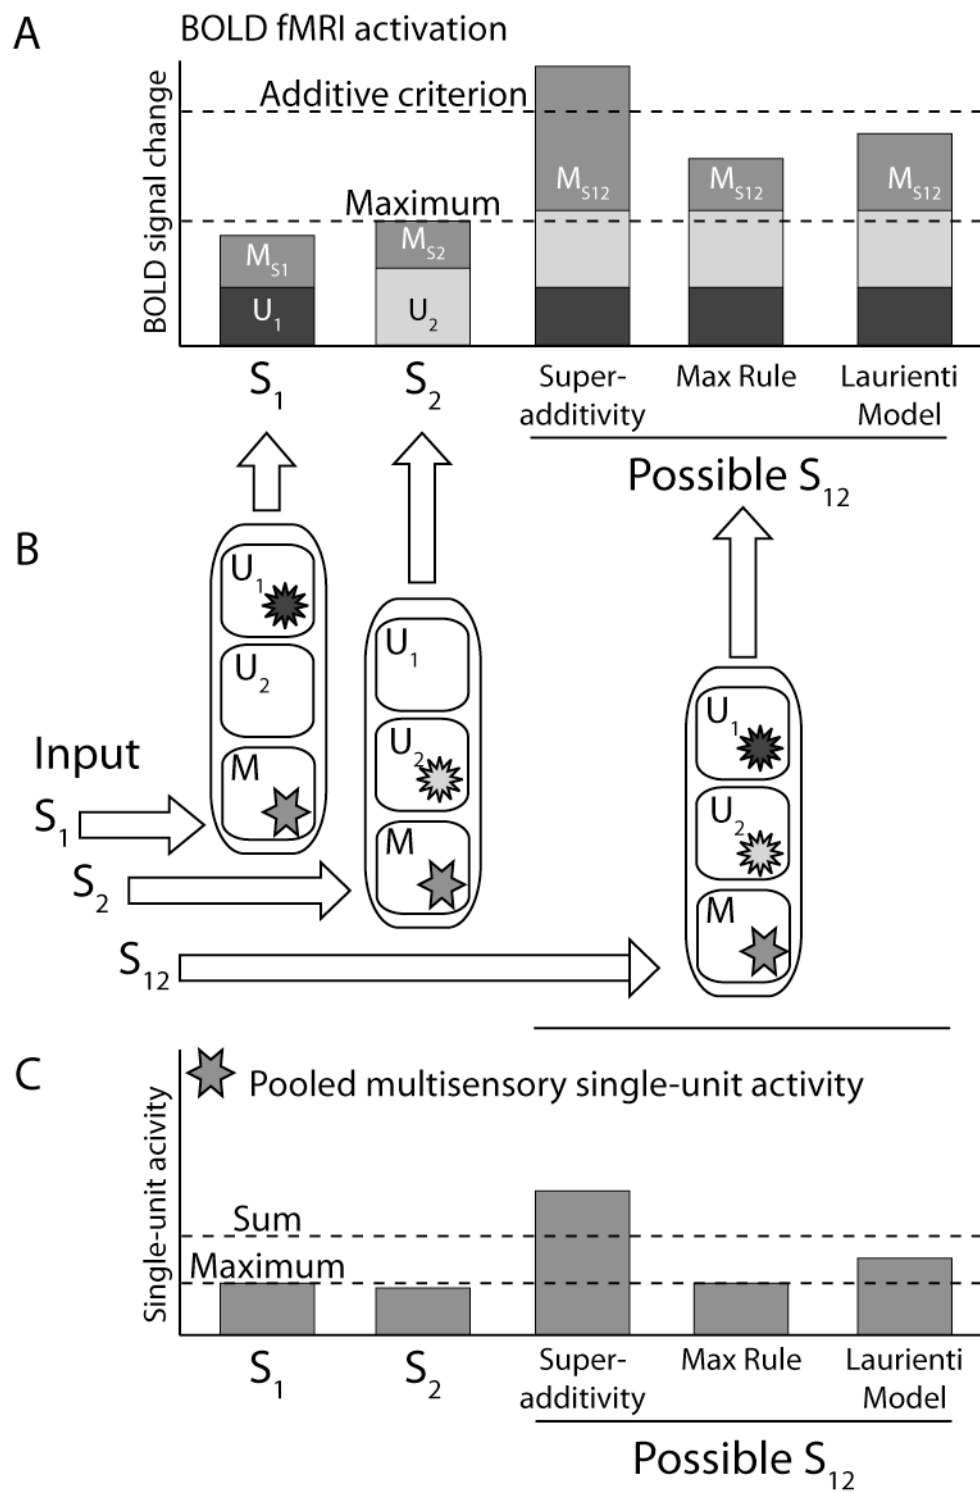 A
BOLD fMRI activation
BOLD signal change
Additive criterion
Maximum
M_S1
U_1
M_S2
U_2
M_S12
M_S12
M_S12
S_1
S_2
Super-
additivity
Max Rule
Laurienti
Model
Possible S_12
B
U_1
U_2
M
U_1
U_2
M
U_1
U_2
M
Input
S_1
S_2
S_12
C
Pooled multisensory single-unit activity
Single-unit acivity
Sum
Maximum
S_1
S_2
Super-
additivity
Max Rule
Laurienti
Model
Possible S_12